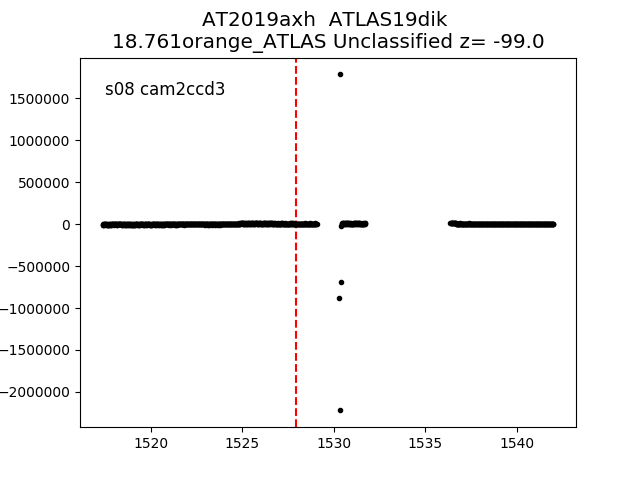 AT2019axh  ATLAS19dik
18.761orange_ATLAS Unclassified z= -99.0
s08 cam2ccd3
1500000
1000000
500000
0
−500000
−1000000
−1500000
−2000000
1520 1525 1530 1535 1540